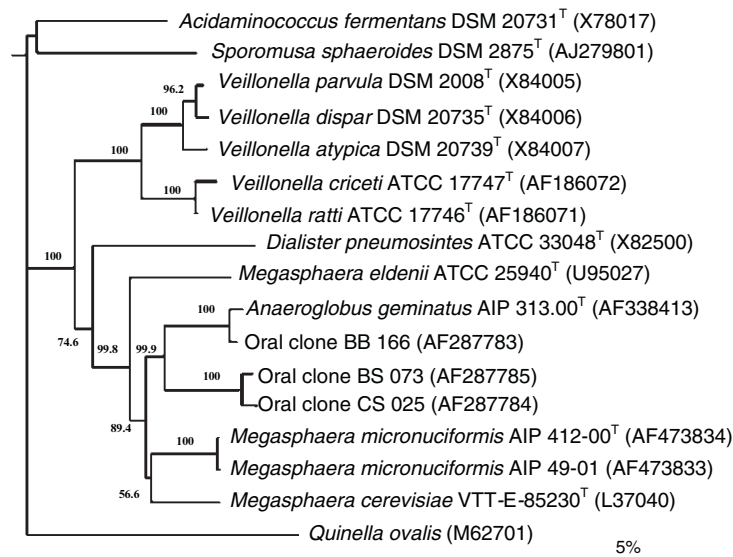 Acidaminococcus fermentans DSM 20731T (X78017)
Sporomusa sphaeroides DSM 2875T (AJ279801)
96.2
Veillonella parvula DSM 2008T (X84005)
100
Veillonella dispar DSM 20735T (X84006)
100
Veillonella atypica DSM 20739T (X84007)
100
Veillonella criceti ATCC 17747T (AF186072)
Veillonella ratti ATCC 17746T (AF186071)
100
Dialister pneumosintes ATCC 33048T (X82500)
Megasphaera eldenii ATCC 25940T (U95027)
100
Anaeroglobus geminatus AIP 313.00T (AF338413)
74.6
99.8
99.9
Oral clone BB 166 (AF287783)
100
Oral clone BS 073 (AF287785)
Oral clone CS 025 (AF287784)
89.4
100
Megasphaera micronuciformis AIP 412-00T (AF473834)
Megasphaera micronuciformis AIP 49-01 (AF473833)
56.6
Megasphaera cerevisiae VTT-E-85230T (L37040)
Quinella ovalis (M62701)
5%